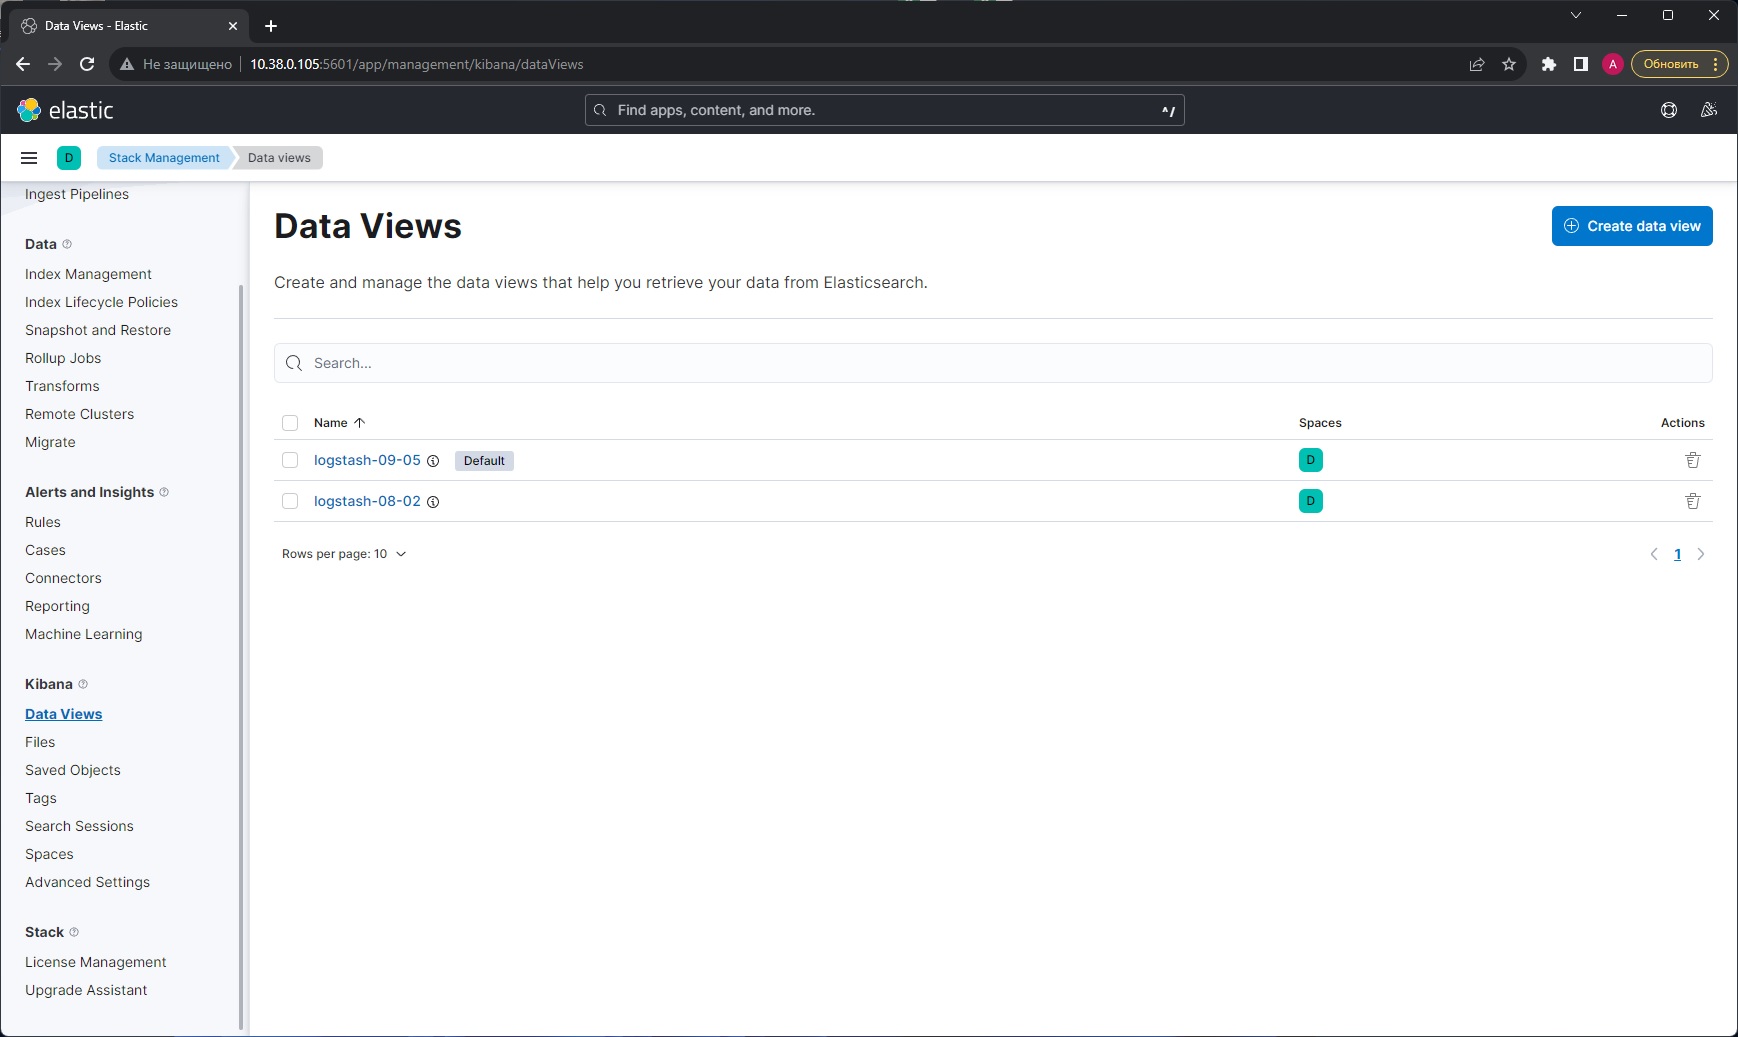 Data Views - Elastic
Не защищено 10.38.0.105:5601/app/management/kibana/dataViews
A Обновить
elastic
Find apps, content, and more. ^/
D Stack Management Data views
Ingest Pipelines
Data
Index Management
Index Lifecycle Policies
Snapshot and Restore
Rollup Jobs
Transforms
Remote Clusters
Migrate
Alerts and Insights
Rules
Cases
Connectors
Reporting
Machine Learning
Kibana
Data Views
Files
Saved Objects
Tags
Search Sessions
Spaces
Advanced Settings
Stack
License Management
Upgrade Assistant
Data Views
Create data view
Create and manage the data views that help you retrieve your data from Elasticsearch.
Search...
Name Spaces Actions
logstash-09-05 Default D
logstash-08-02 D
Rows per page: 10 1